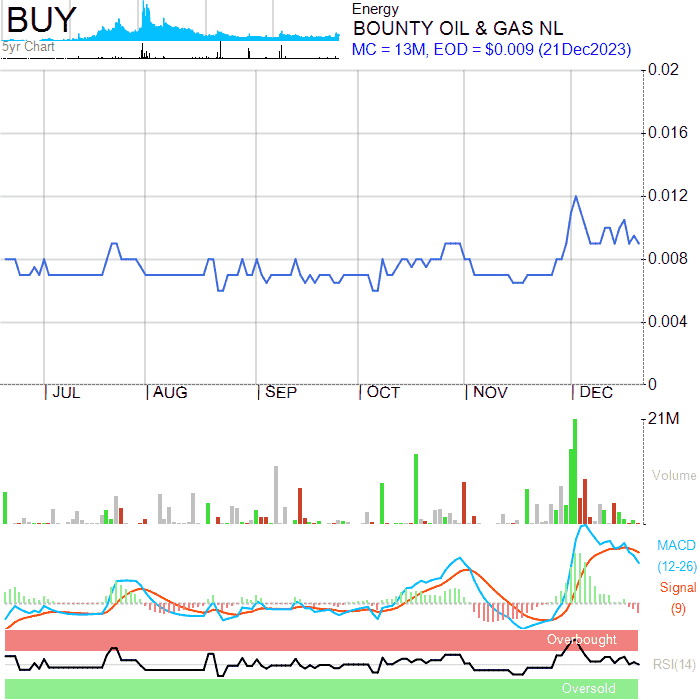 BUY
5yr Chart
Energy
BOUNTY OIL & GAS NL
MC = 13M, EOD = $0.009 (21Dec2023)
0.02
0.016
0.012
0.008
0.004
0
JUL AUG SEP OCT NOV DEC
21M
Volume
MACD
(12-26)
Signal
(9)
Overbought
RSI(14)
Oversold